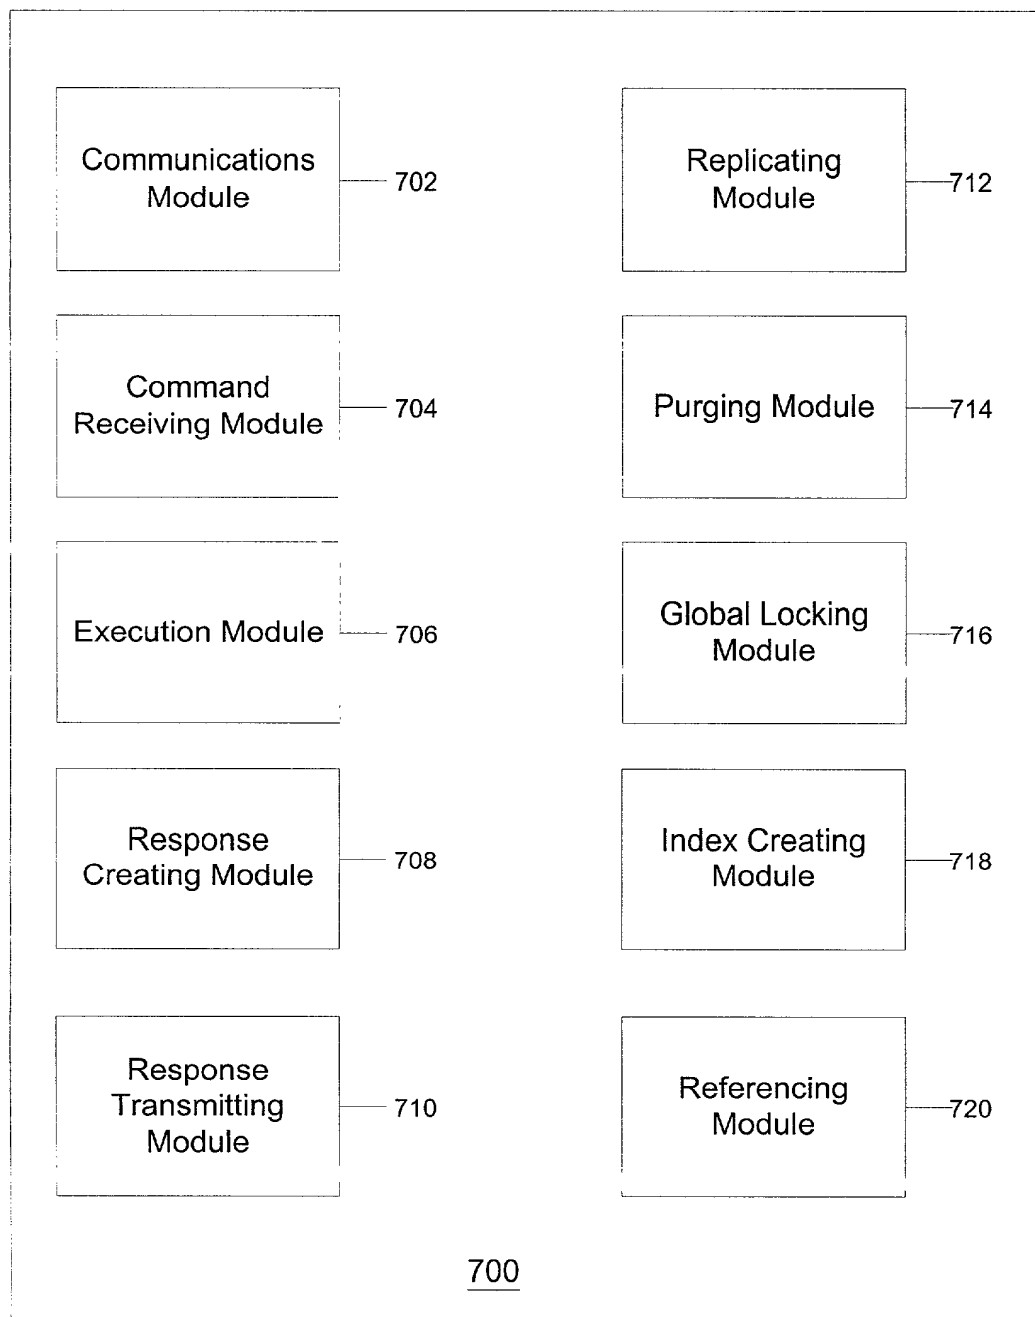 Communications
Module
702
Command
Receiving Module
704
Execution Module
706
Response
Creating Module
708
Response
Transmitting
Module
710
Replicating
Module
712
Purging Module
714
Global Locking
Module
716
Index Creating
Module
718
Referencing
Module
720
700